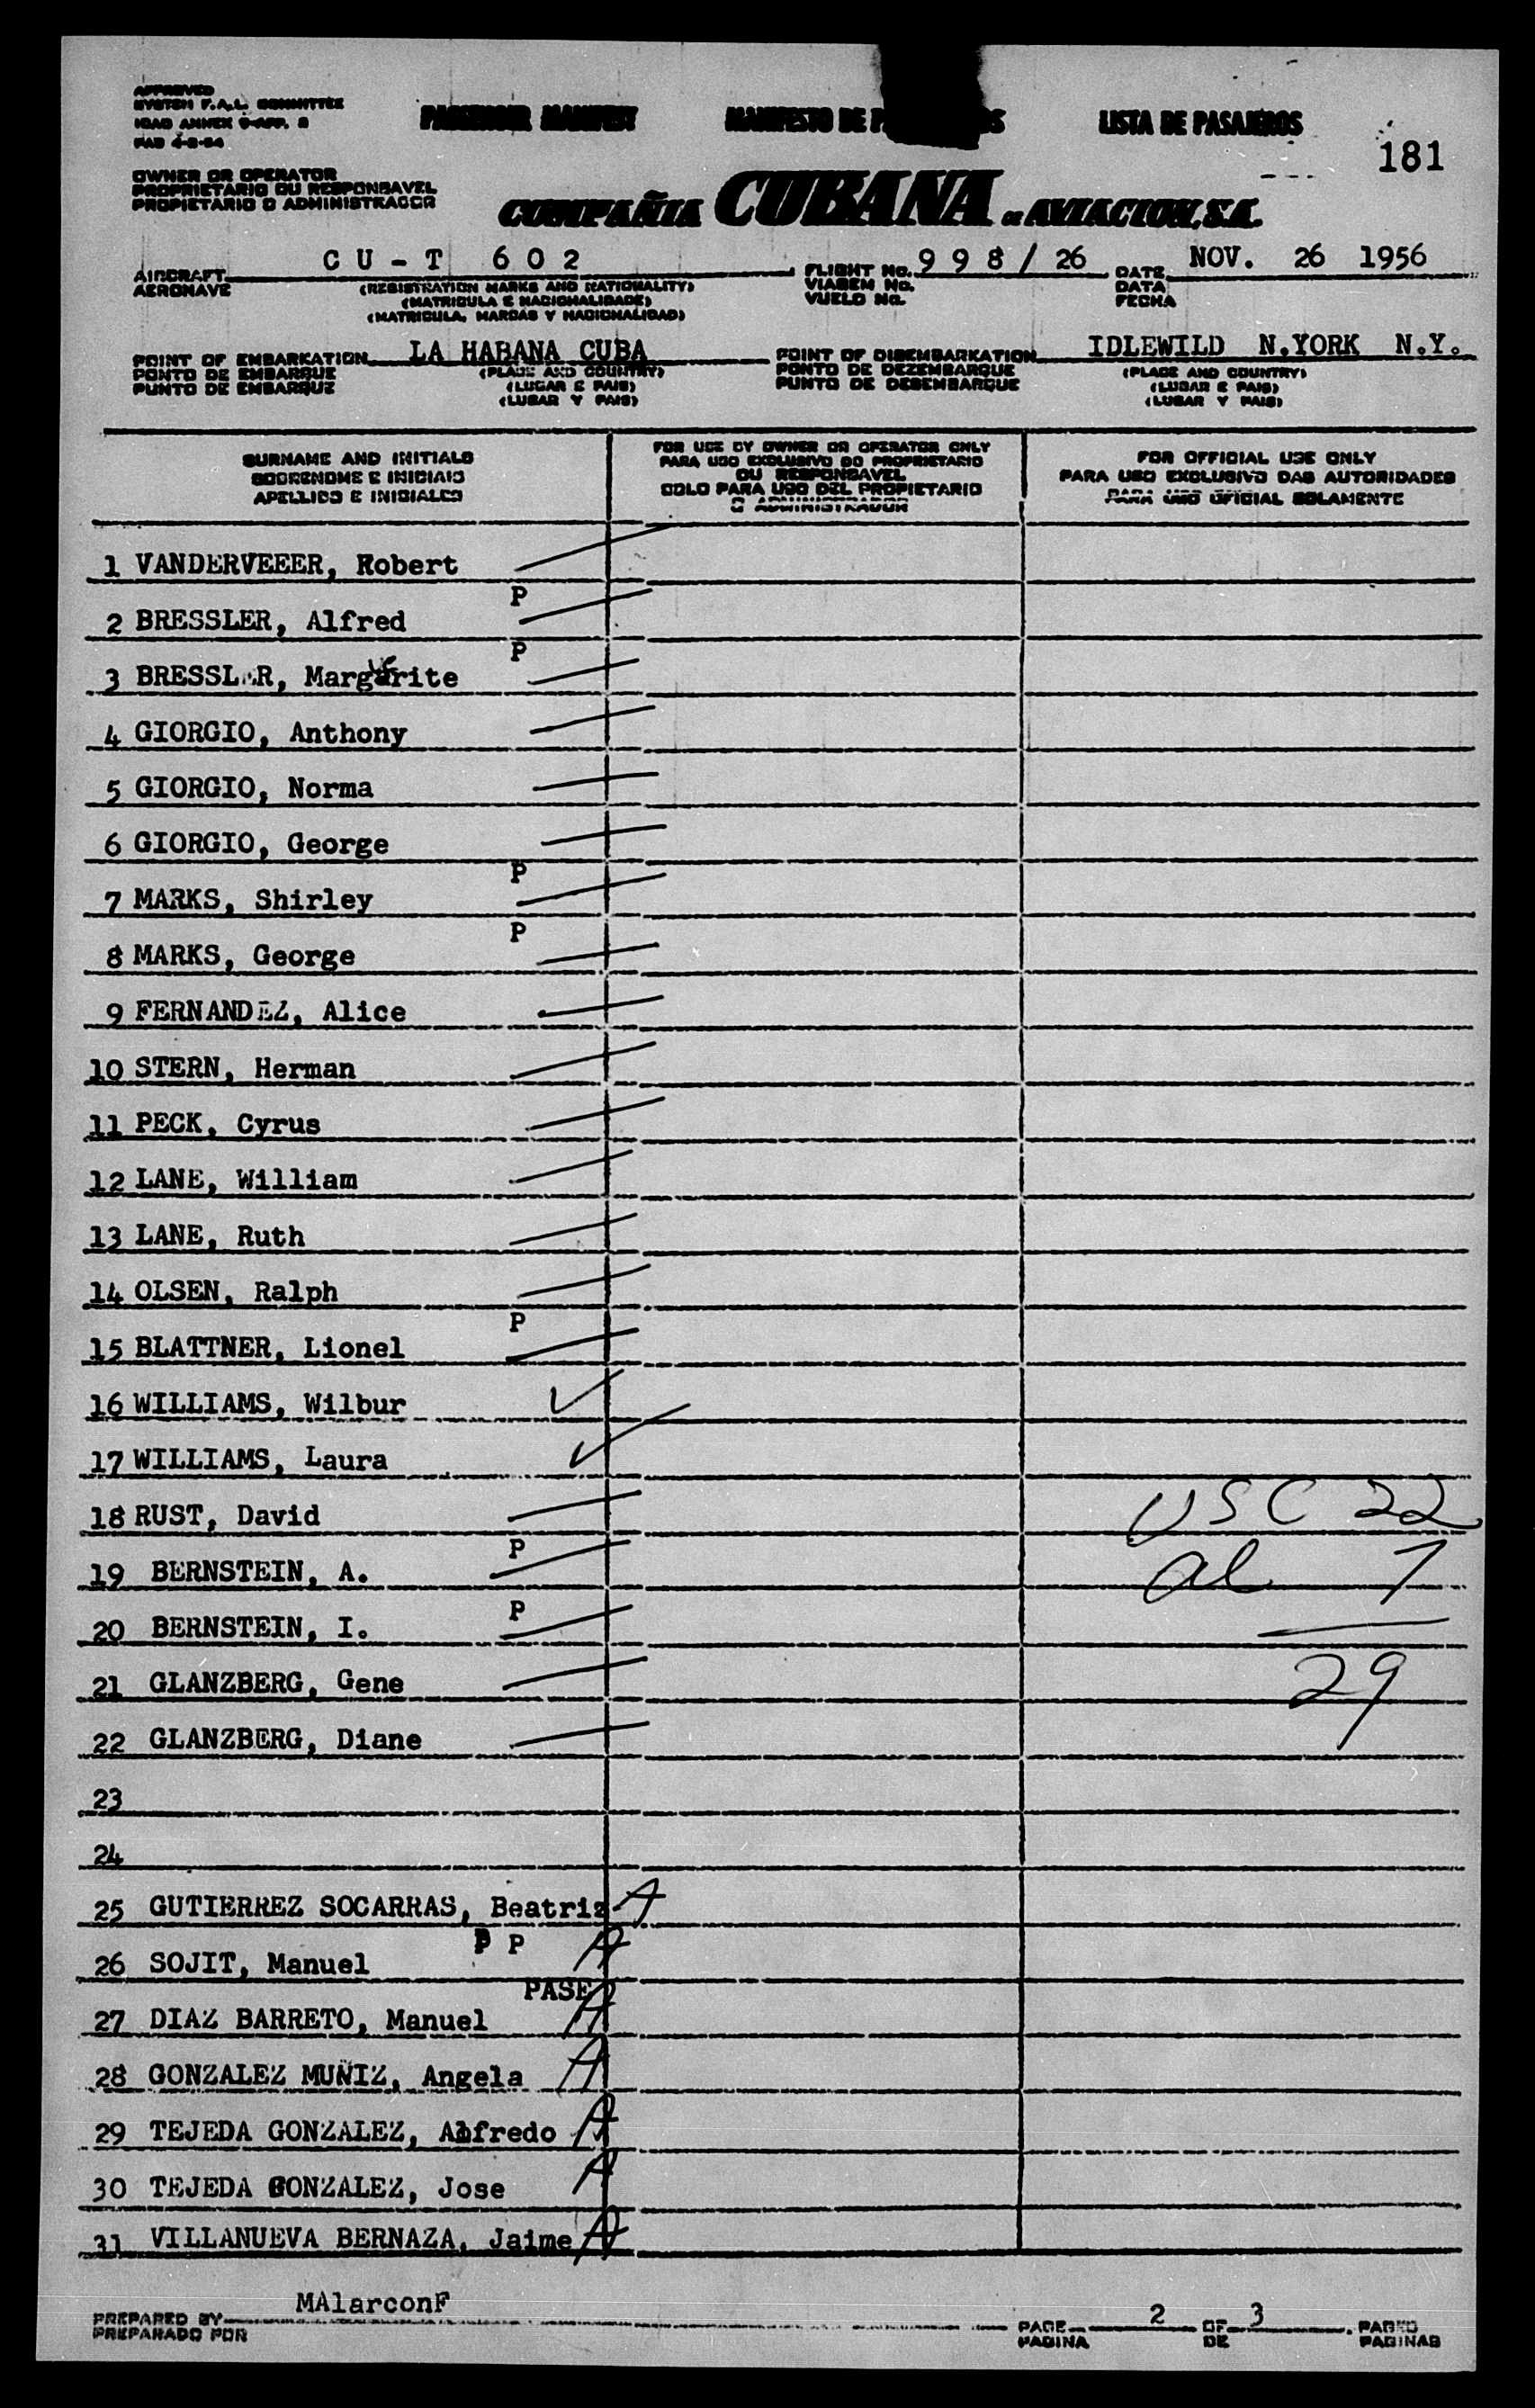 APPROVED
SYSTEM F.A.L. COMMITTEE
ICAO ANNEX 9-APP. 2
PASSENGER MANIFEST MANIFESTO DE P OS LISTA DE PASAJEROS
181
OWNER OR OPERATOR
PROPRIETARIO OU RESPONSAVEL
PROPIETARIO O ADMINISTRADOR
COMPAÑIA CUBANA DE AVIACION, S.A.
AIRCRAFT CU-T 602 FLIGHT No. 998/26 DATE NOV. 26 1956
AERONAVE (REGISTRATION MARKS AND NATIONALITY) VIAGEM No. DATA
(MATRICULA E NACIONALIDADE) VUELO No. FECHA
(MATRICULA, MARCAS Y NACIONALIDAD)
POINT OF EMBARKATION LA HABANA CUBA POINT OF DISEMBARKATION IDLEWILD N.YORK N.Y.
PONTO DE EMBARQUE (PLACE AND COUNTRY) PONTO DE DEZEMBARQUE (PLACE AND COUNTRY)
PUNTO DE EMBARQUE (LUGAR E PAIS) PUNTO DE DESEMBARQUE (LUGAR E PAIS)
(LUGAR Y PAIS) (LUGAR Y PAIS)
SURNAME AND INITIALS
SOBRENOME E INICIAIS
APELLIDO E INICIALES
FOR USE BY OWNER OR OPERATOR ONLY
PARA USO EXCLUSIVO DO PROPRIETARIO
OU RESPONSAVEL
SOLO PARA USO DEL PROPIETARIO
O ADMINISTRADOR
FOR OFFICIAL USE ONLY
PARA USO EXCLUSIVO DAS AUTORIDADES
PARA USO OFICIAL SOLAMENTE
1 VANDERVEEER, Robert
2 BRESSLER, Alfred P
3 BRESSLER, Margurite P
4 GIORGIO, Anthony
5 GIORGIO, Norma
6 GIORGIO, George
7 MARKS, Shirley P
8 MARKS, George P
9 FERNANDEZ, Alice
10 STERN, Herman
11 PECK, Cyrus
12 LANE, William
13 LANE, Ruth
14 OLSEN, Ralph
15 BLATTNER, Lionel P
16 WILLIAMS, Wilbur
17 WILLIAMS, Laura
18 RUST, David USC 22
19 BERNSTEIN, A. P al 7
20 BERNSTEIN, I. P
21 GLANZBERG, Gene 29
22 GLANZBERG, Diane
23
24
25 GUTIERREZ SOCARRAS, Beatriz A
26 SOJIT, Manuel P P A
27 DIAZ BARRETO, Manuel PASE A
28 GONZALEZ MUÑIZ, Angela A
29 TEJEDA GONZALEZ, Alfredo A
30 TEJEDA GONZALEZ, Jose A
31 VILLANUEVA BERNAZA, Jaime A
PREPARED BY MAlarconF PAGE 2 OF 3 PAGES
PREPARADO POR PAGINA DE PAGINAS